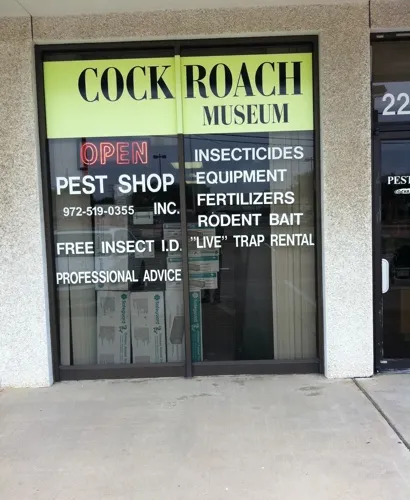 COCK ROACH
MUSEUM
OPEN
PEST SHOP
972-519-0355 INC.
FREE INSECT I.D.
PROFESSIONAL ADVICE
INSECTICIDES
EQUIPMENT
FERTILIZERS
RODENT BAIT
"LIVE" TRAP RENTAL
22
PEST